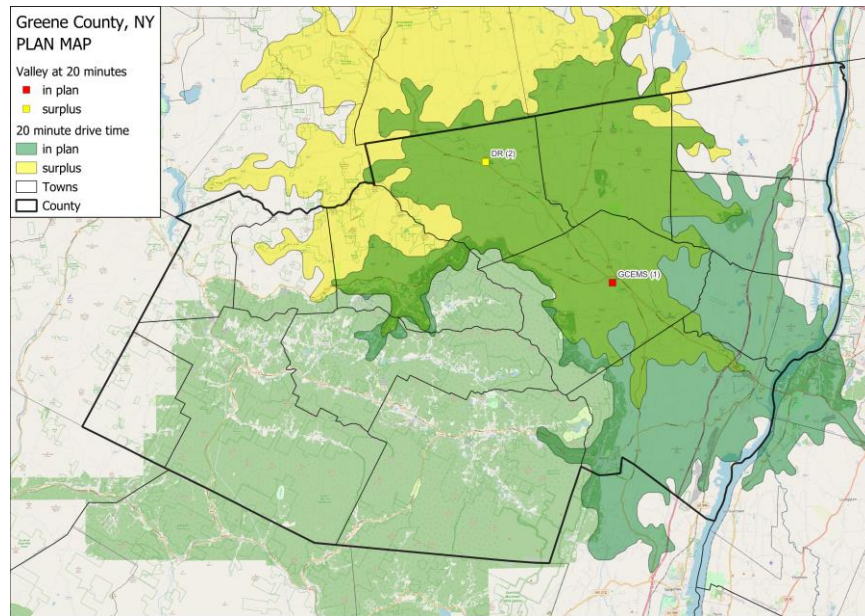 Greene County, NY
PLAN MAP
Valley at 20 minutes
in plan
surplus
20 minute drive time
in plan
surplus
Towns
County
DR (2)
GCEMS (1)